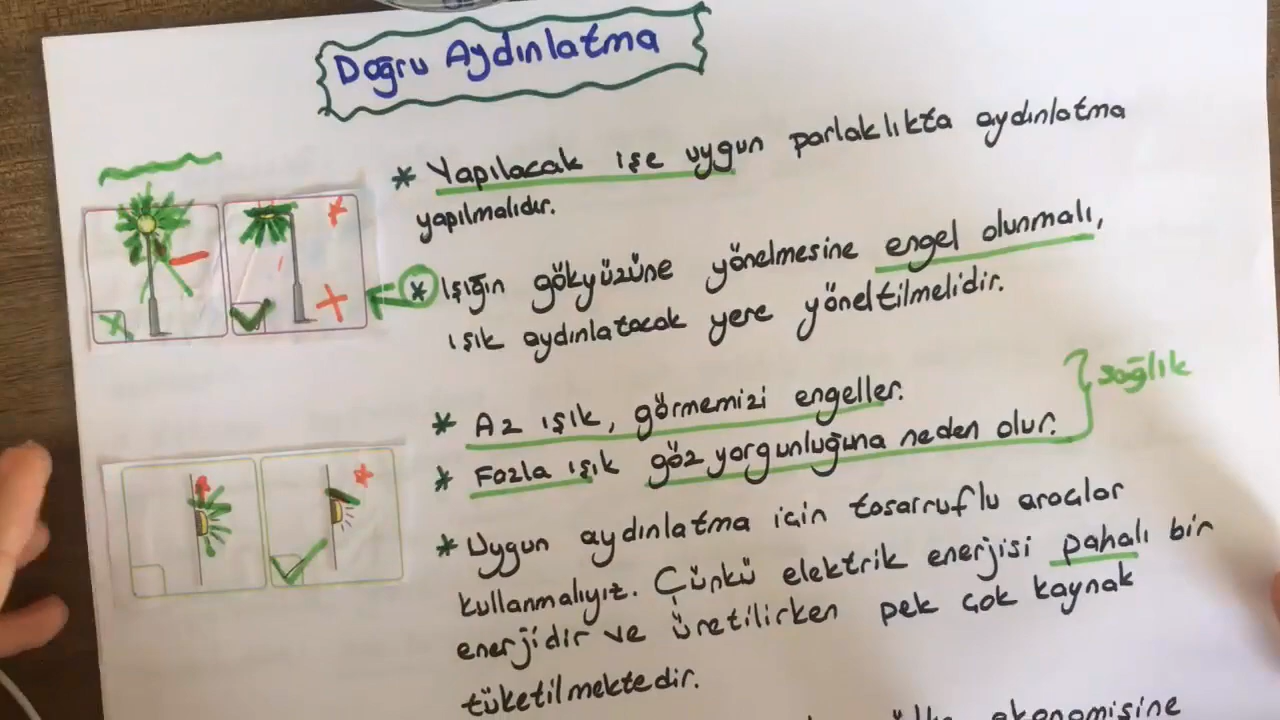 Doğru Aydınlatma
* Yapılacak işe uygun parlaklıkta aydınlatma
yapılmalıdır.
* Işığın gökyüzüne yönelmesine engel olunmalı,
ışık aydınlatacak yere yöneltilmelidir.
* Az ışık, görmemizi engeller.
* Fazla ışık göz yorgunluğuna neden olur.
sağlık
* Uygun aydınlatma için tasarruflu araçlar
kullanmalıyız. Çünkü elektrik enerjisi pahalı bir
enerjidir ve üretilirken pek çok kaynak
tüketilmektedir.
ekonomisine